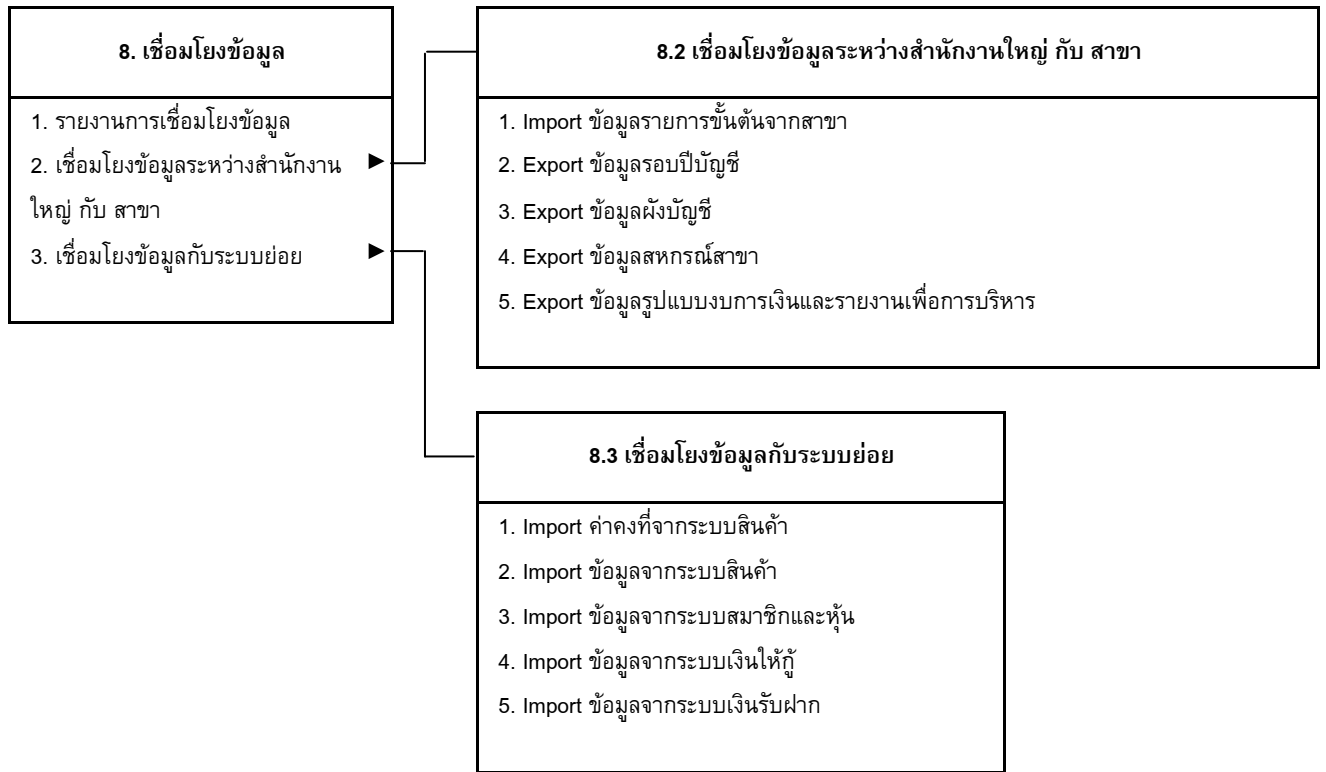 8. เชื่อมโยงข้อมูล
1. รายงานการเชื่อมโยงข้อมูล
2. เชื่อมโยงข้อมูลระหว่างสำนักงาน
ใหญ่ กับ สาขา
3. เชื่อมโยงข้อมูลกับระบบย่อย
8.2 เชื่อมโยงข้อมูลระหว่างสำนักงานใหญ่ กับ สาขา
1. Import ข้อมูลรายการขั้นต้นจากสาขา
2. Export ข้อมูลรอบปีบัญชี
3. Export ข้อมูลผังบัญชี
4. Export ข้อมูลสหกรณ์สาขา
5. Export ข้อมูลรูปแบบงบการเงินและรายงานเพื่อการบริหาร
8.3 เชื่อมโยงข้อมูลกับระบบย่อย
1. Import ค่าคงที่จากระบบสินค้า
2. Import ข้อมูลจากระบบสินค้า
3. Import ข้อมูลจากระบบสมาชิกและหุ้น
4. Import ข้อมูลจากระบบเงินให้กู้
5. Import ข้อมูลจากระบบเงินรับฝาก